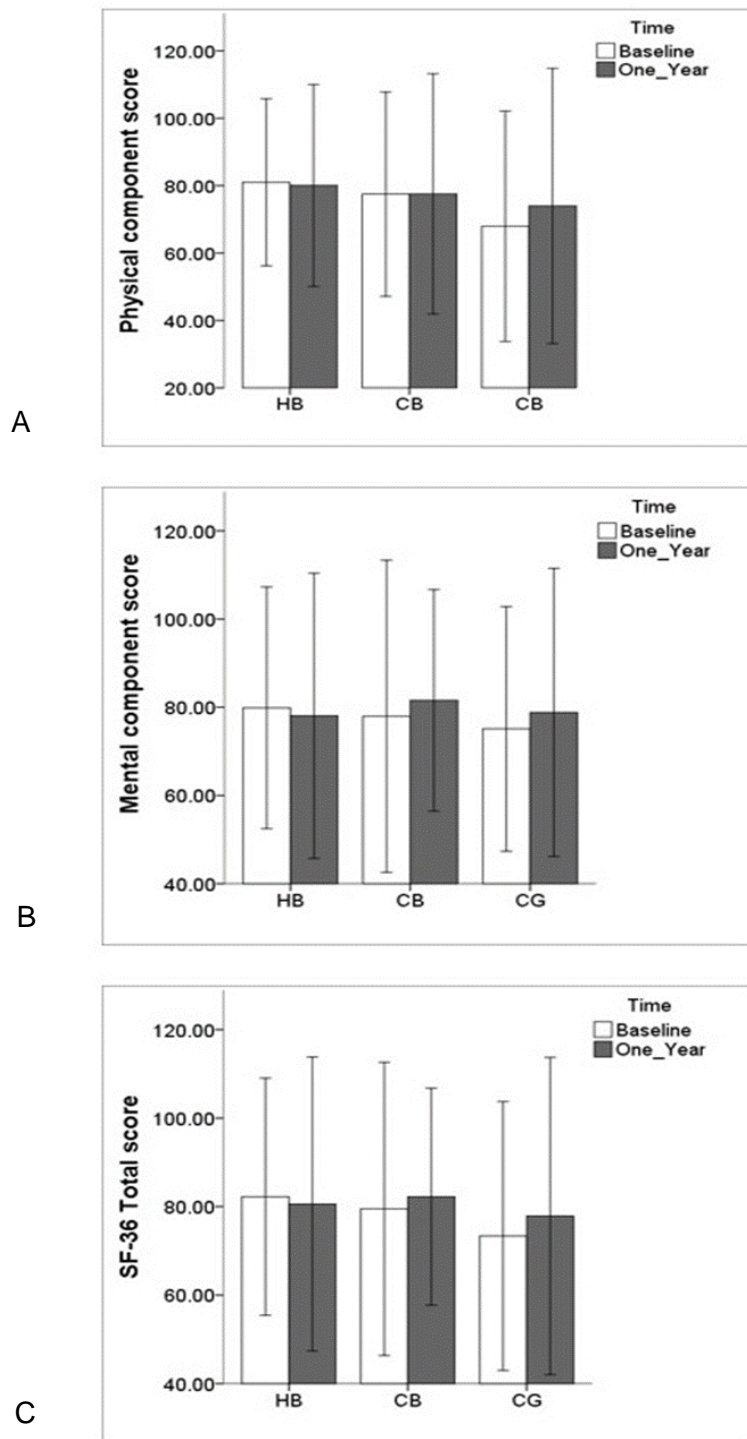 Time
Baseline
One_Year
Physical component score
120.00
100.00
80.00
60.00
40.00
20.00
HB CB CB
A
Time
Baseline
One_Year
Mental component score
120.00
100.00
80.00
60.00
40.00
HB CB CG
B
Time
Baseline
One_Year
SF-36 Total score
120.00
100.00
80.00
60.00
40.00
HB CB CG
C